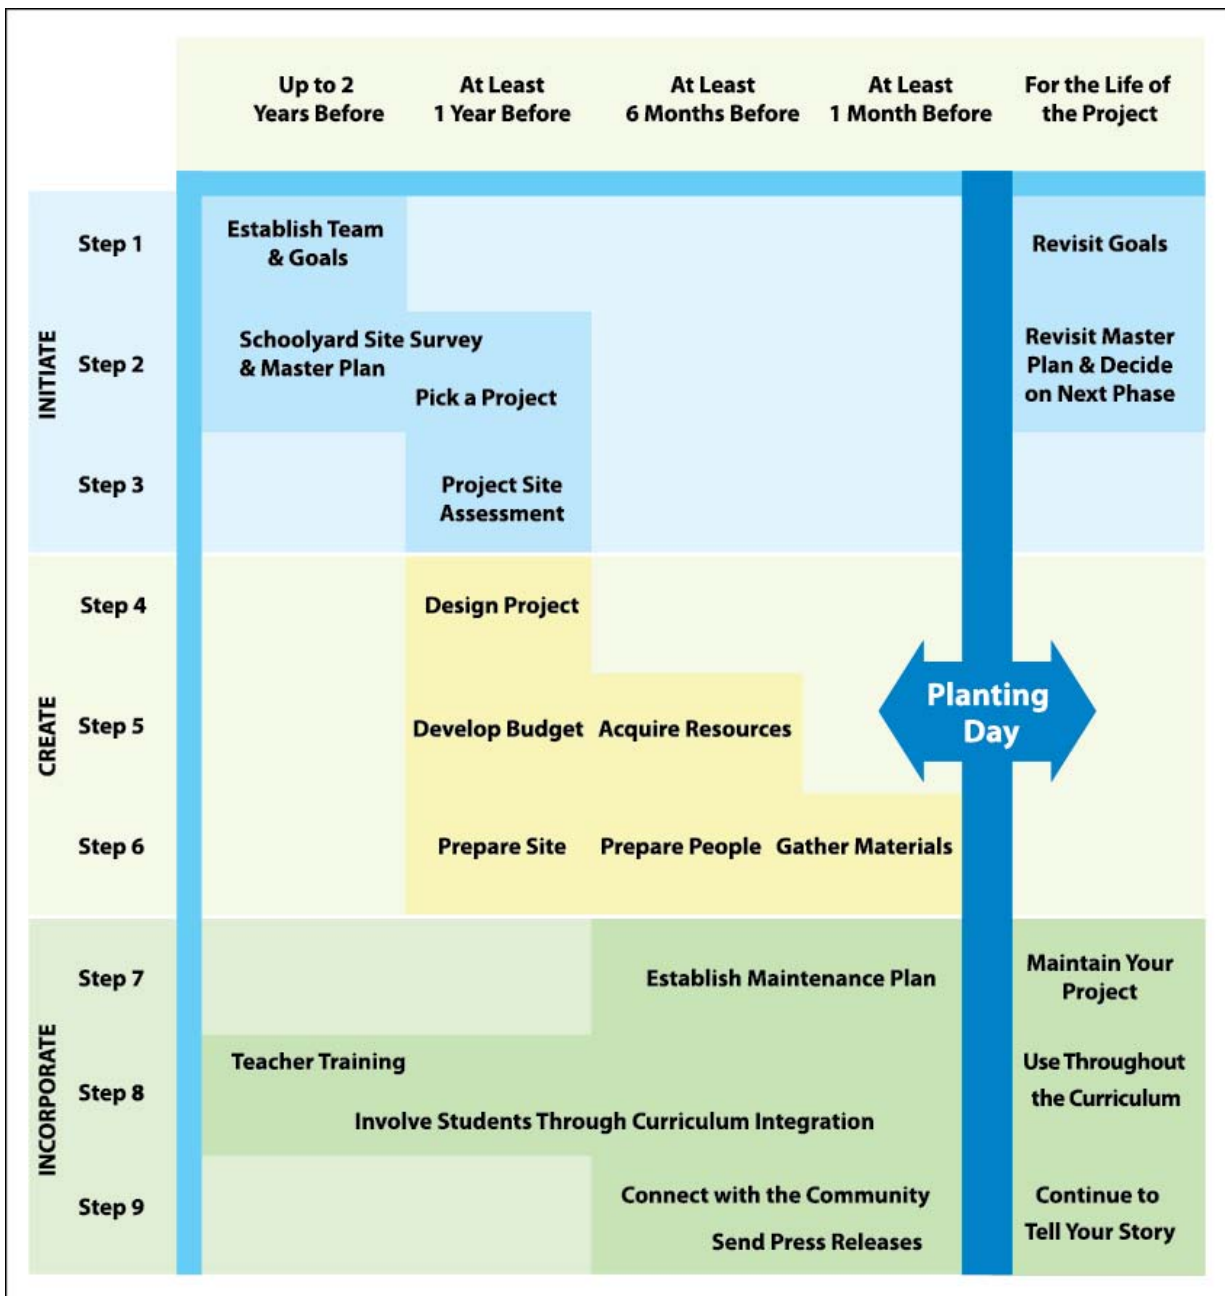 Up to 2
Years Before
At Least
1 Year Before
At Least
6 Months Before
At Least
1 Month Before
For the Life of
the Project
INITIATE
Step 1
Establish Team
& Goals
Revisit Goals
Step 2
Schoolyard Site Survey
& Master Plan
Pick a Project
Revisit Master
Plan & Decide
on Next Phase
Step 3
Project Site
Assessment
CREATE
Step 4
Design Project
Step 5
Develop Budget
Acquire Resources
Planting
Day
Step 6
Prepare Site
Prepare People
Gather Materials
INCORPORATE
Step 7
Establish Maintenance Plan
Maintain Your
Project
Step 8
Teacher Training
Involve Students Through Curriculum Integration
Use Throughout
the Curriculum
Step 9
Connect with the Community
Send Press Releases
Continue to
Tell Your Story